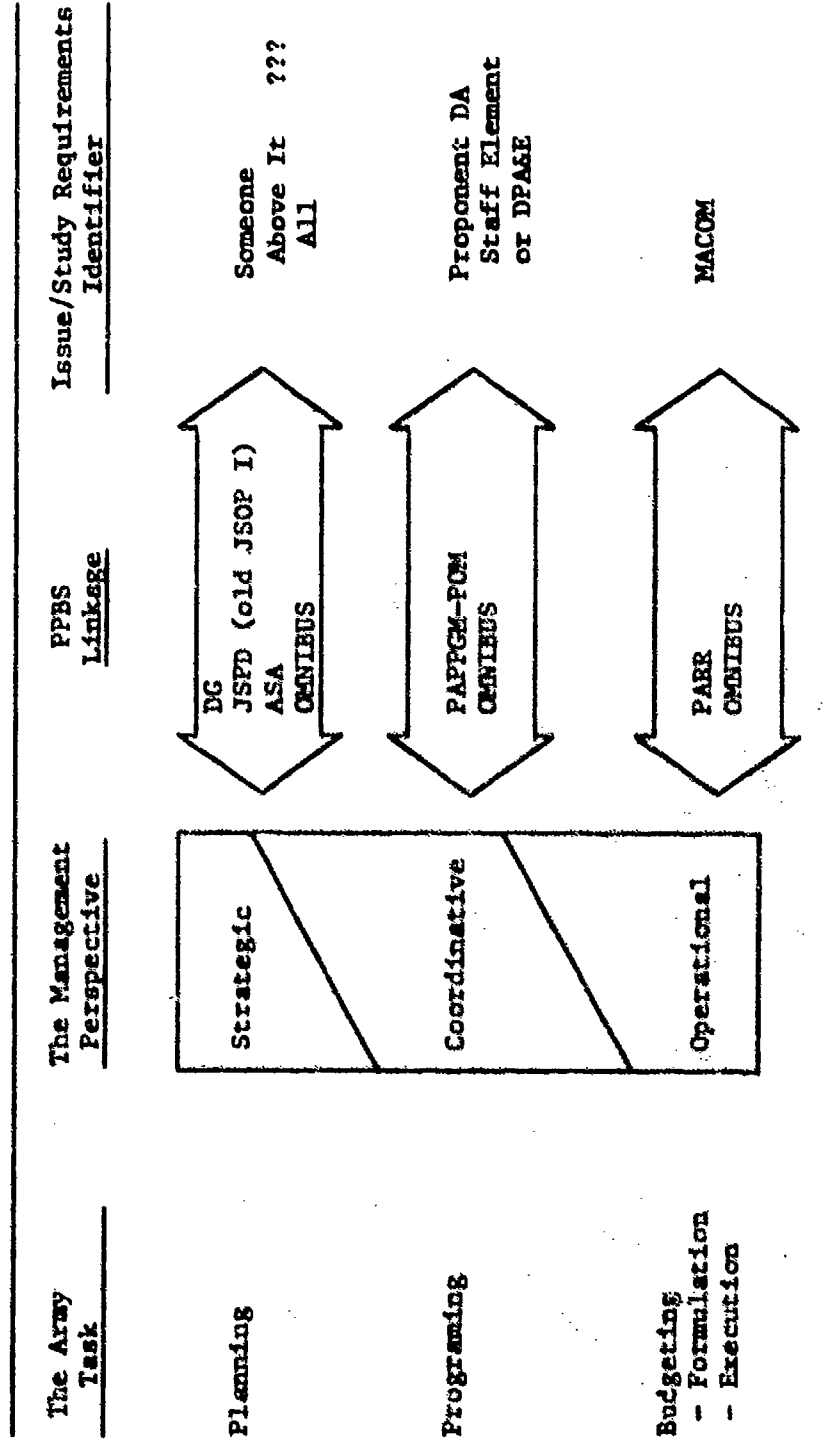 The Army
Task
The Management
Perspective
PPBS
Linkage
Issue/Study Requirements
Identifier
Planning
Strategic
DG
JSPD (old JSOP I)
ASA
OMNIBUS
Someone
Above It ???
All
Programing
Coordinative
PAPPGM-POM
OMNIBUS
Proponent DA
Staff Element
or DPA&E
Budgeting
- Formulation
- Execution
Operational
PARR
OMNIBUS
MACOM